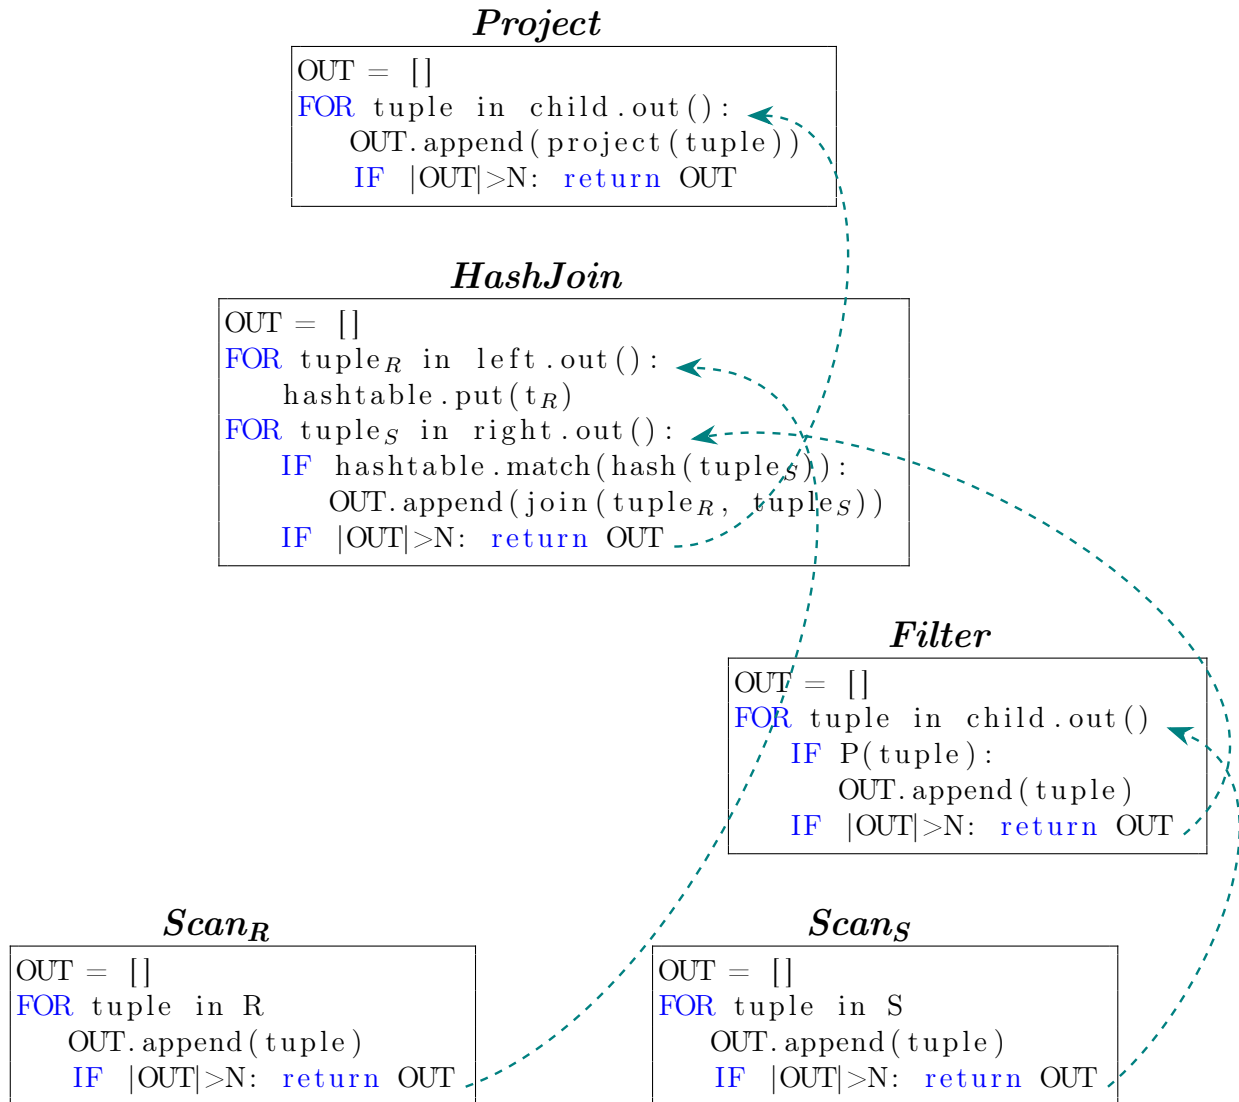 Project
OUT = []
FOR tuple in child.out():
OUT.append(project(tuple))
IF |OUT|>N: return OUT
HashJoin
OUT = []
FOR tuple_R in left.out():
hashtable.put(t_R)
FOR tuple_S in right.out():
IF hashtable.match(hash(tuple_S)):
OUT.append(join(tuple_R, tuple_S))
IF |OUT|>N: return OUT
Filter
OUT = []
FOR tuple in child.out()
IF P(tuple):
OUT.append(tuple)
IF |OUT|>N: return OUT
Scan_R
OUT = []
FOR tuple in R
OUT.append(tuple)
IF |OUT|>N: return OUT
Scan_S
OUT = []
FOR tuple in S
OUT.append(tuple)
IF |OUT|>N: return OUT